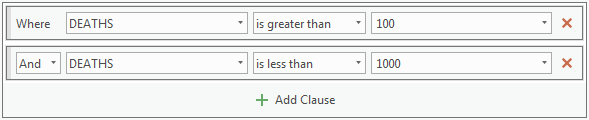 Where DEATHS is greater than 100
And DEATHS is less than 1000
Add Clause